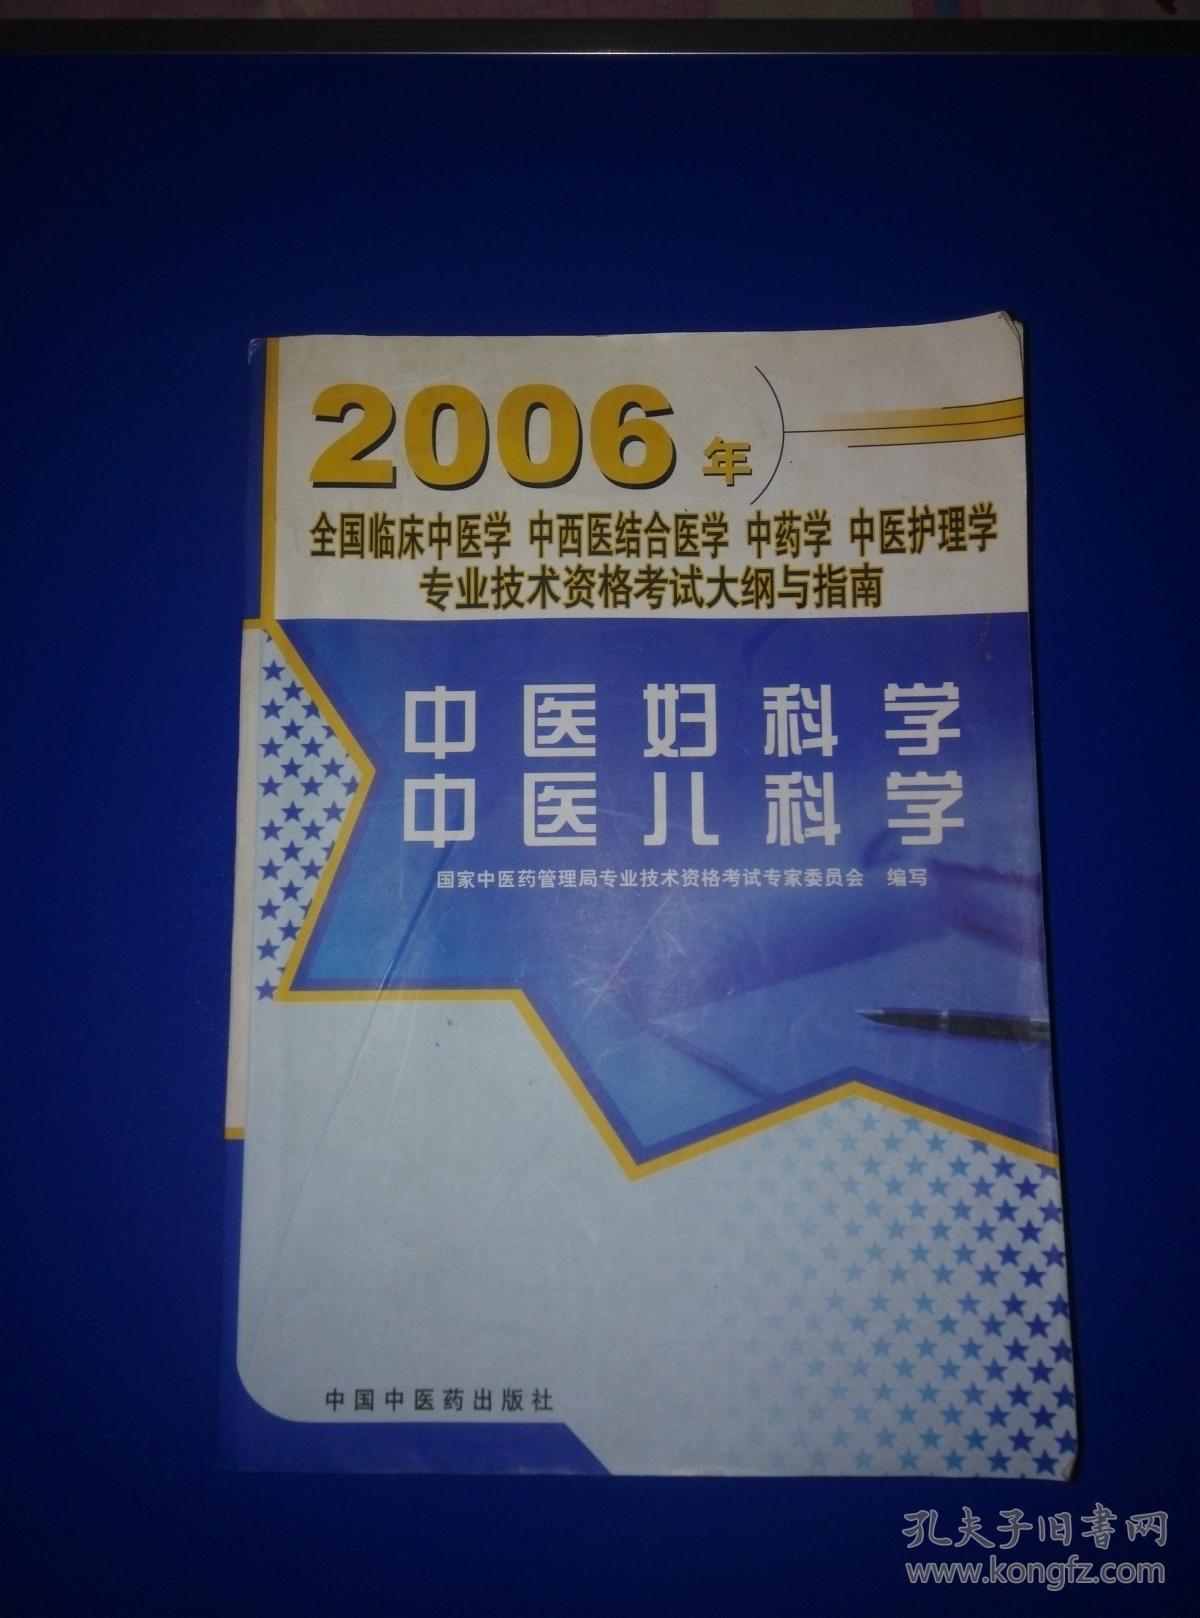 2006年
全国临床中医学 中西医结合医学 中药学 中医护理学
专业技术资格考试大纲与指南
中医妇科学
中医儿科学
国家中医药管理局专业技术资格考试专家委员会 编写
中国中医药出版社
孔夫子旧书网
www.kongfz.com